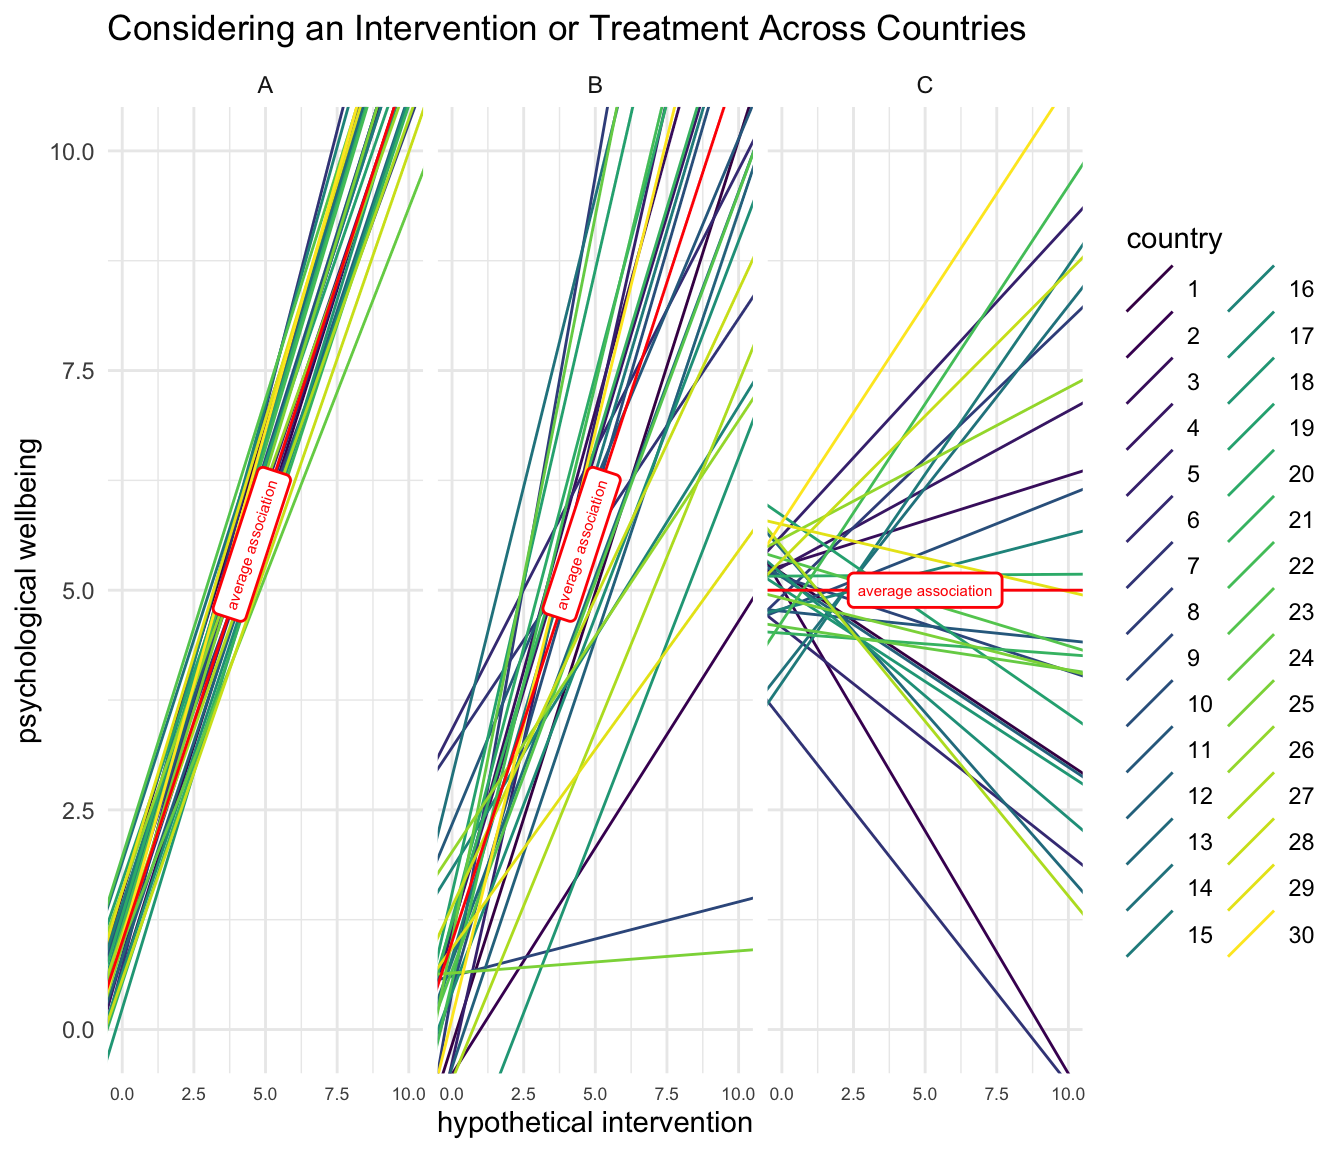 Considering an Intervention or Treatment Across Countries
A B C
10.0
7.5
5.0
2.5
0.0
psychological wellbeing
average association
average association
average association
0.0 2.5 5.0 7.5 10.0
0.0 2.5 5.0 7.5 10.0
0.0 2.5 5.0 7.5 10.0
hypothetical intervention
country
1 16
2 17
3 18
4 19
5 20
6 21
7 22
8 23
9 24
10 25
11 26
12 27
13 28
14 29
15 30